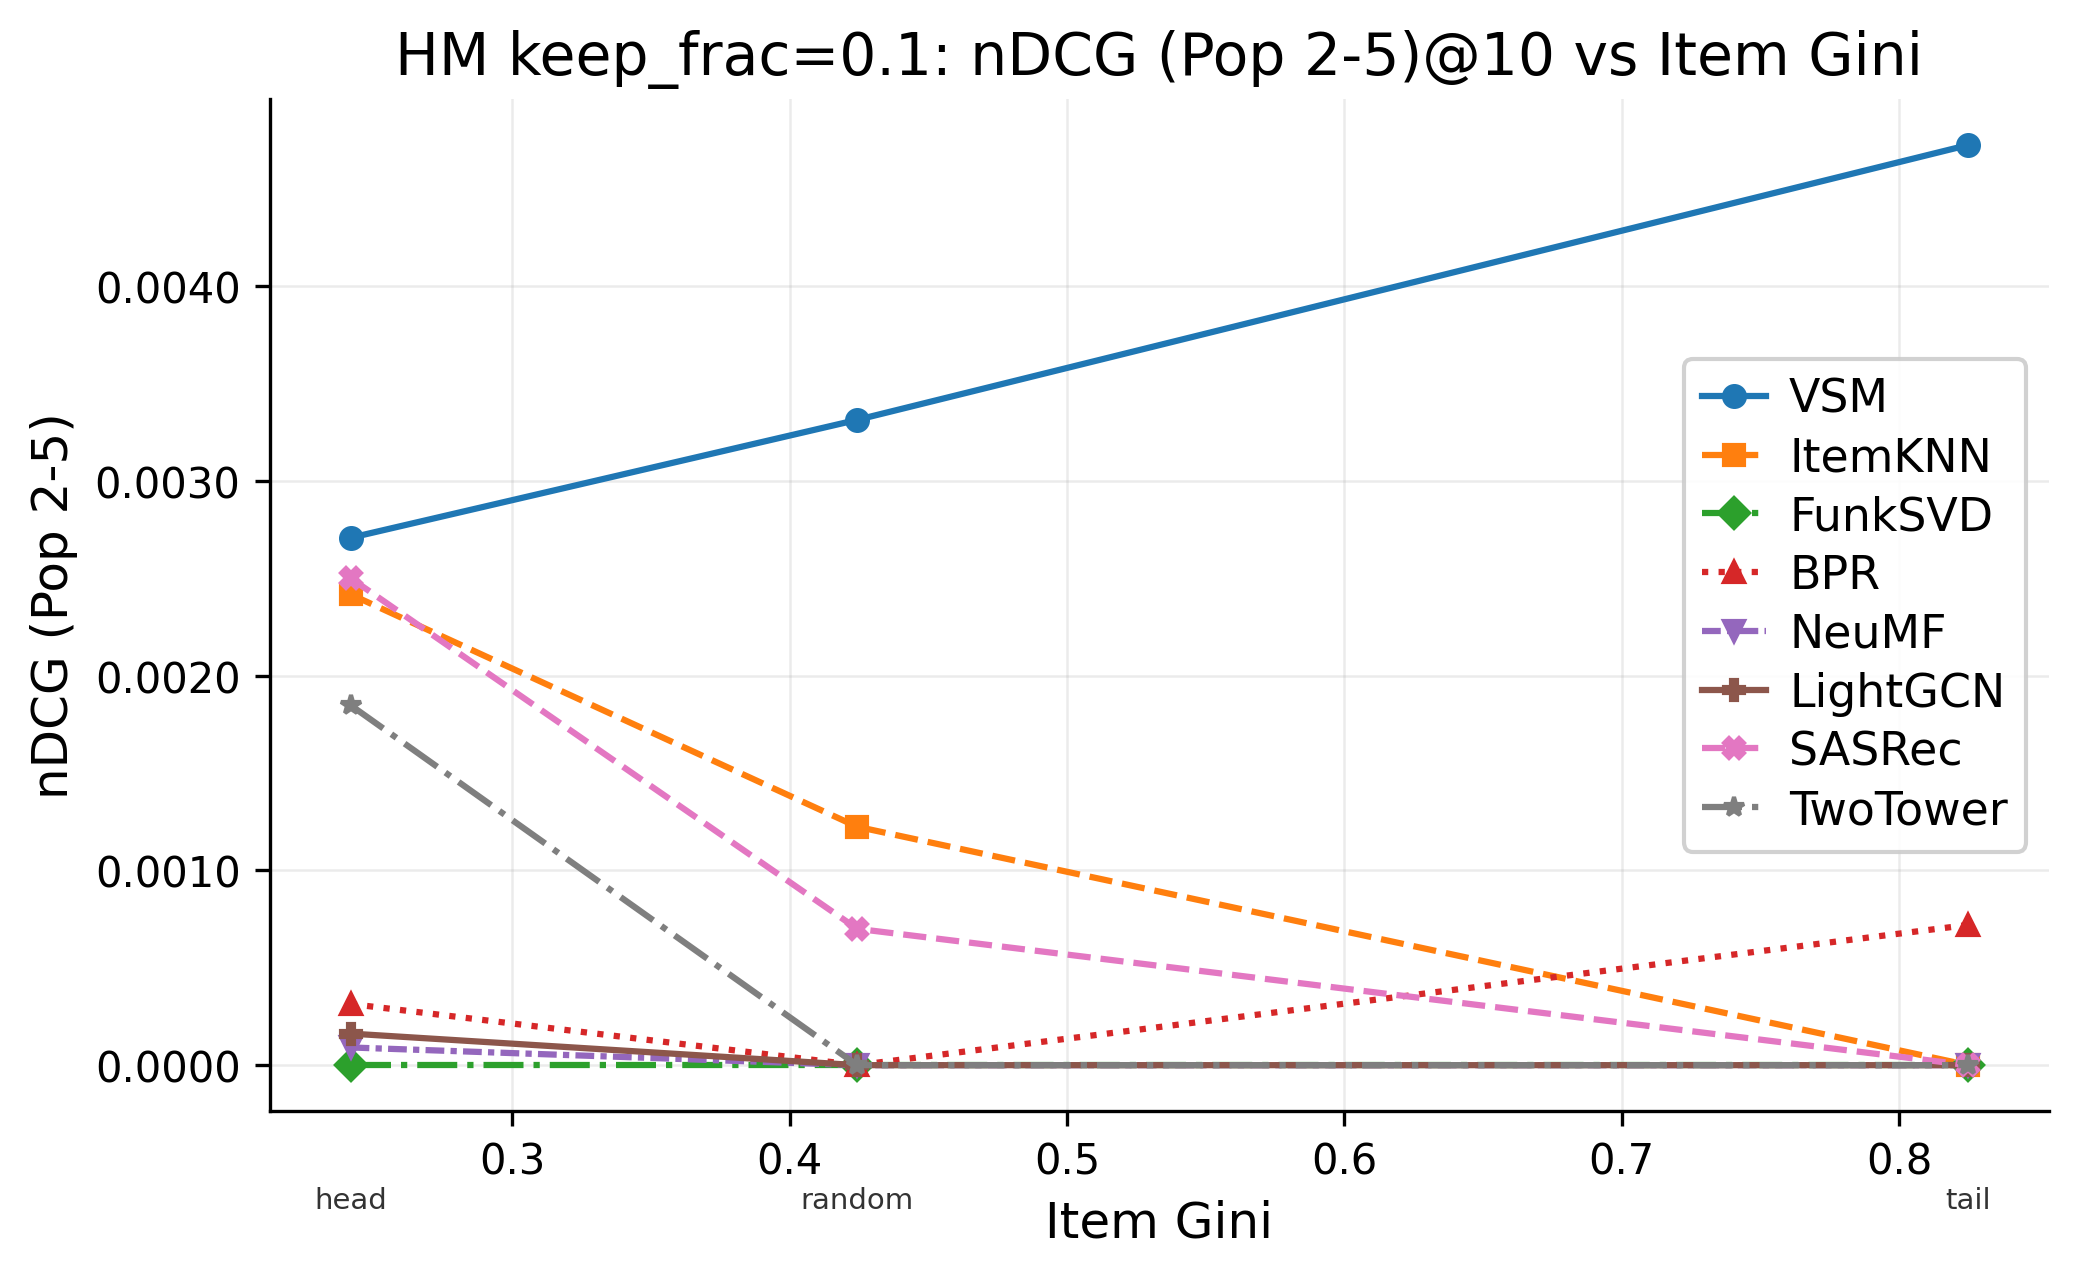 HM keep_frac=0.1: nDCG (Pop 2-5)@10 vs Item Gini
nDCG (Pop 2-5)
0.0040
0.0030
0.0020
0.0010
0.0000
VSM
ItemKNN
FunkSVD
BPR
NeuMF
LightGCN
SASRec
TwoTower
0.3 0.4 0.5 0.6 0.7 0.8
head random tail
Item Gini